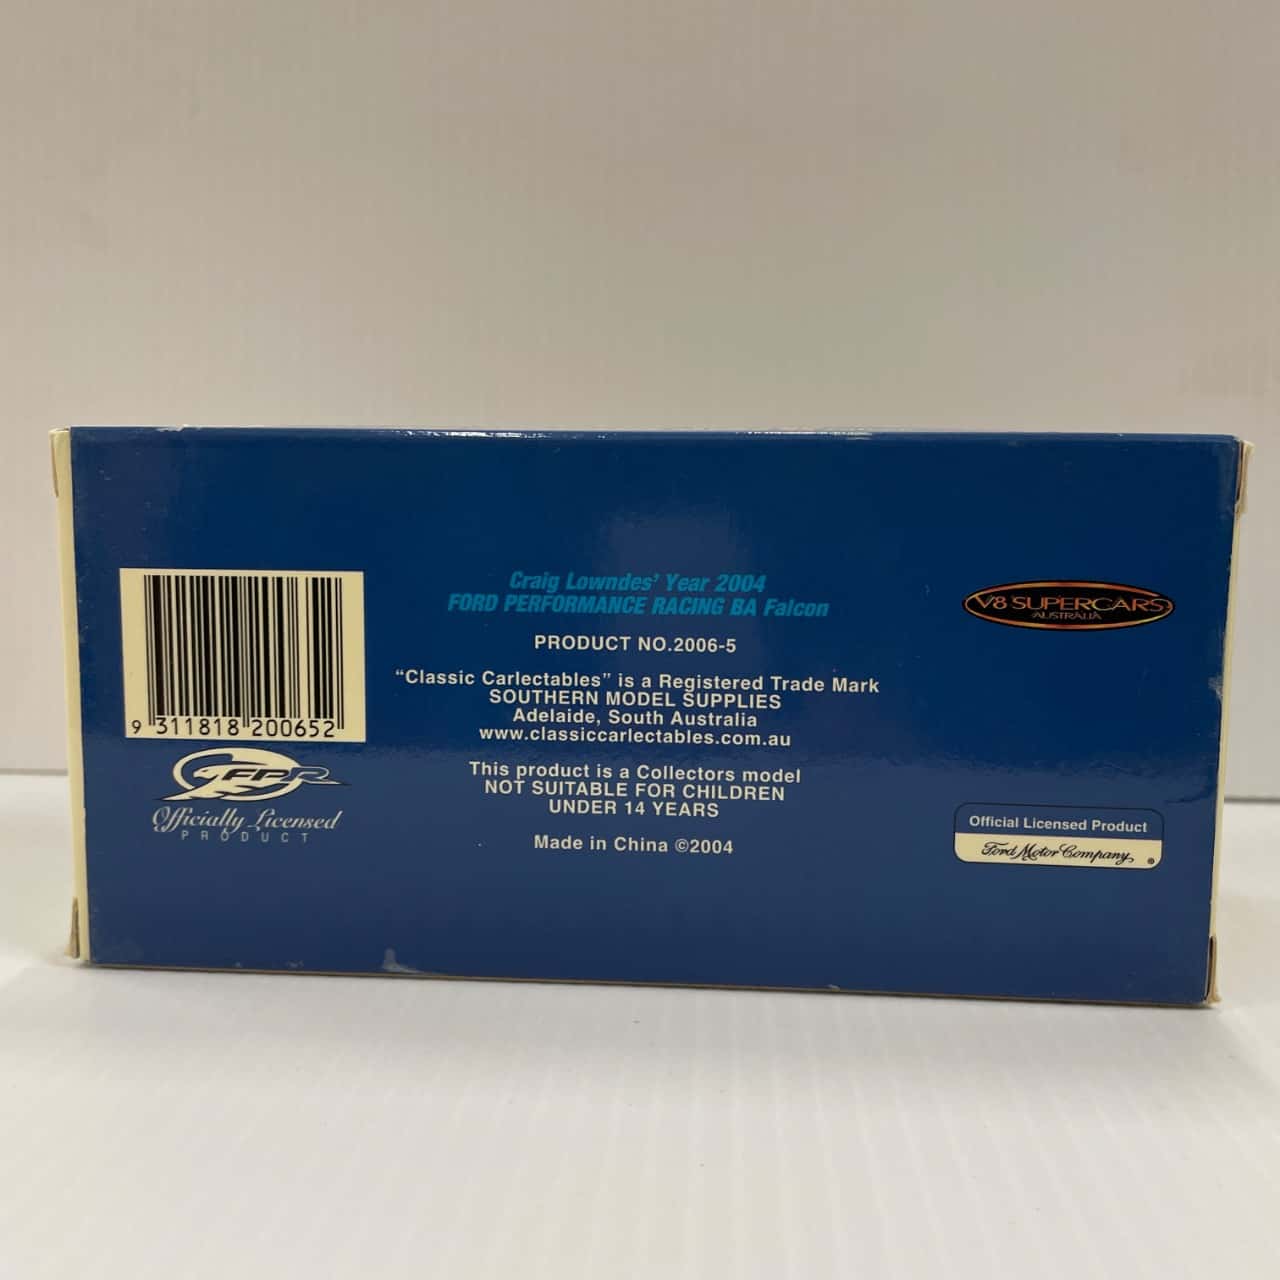 Craig Lowndes' Year 2004
FORD PERFORMANCE RACING BA Falcon
PRODUCT NO.2006-5
"Classic Carlectables" is a Registered Trade Mark
SOUTHERN MODEL SUPPLIES
Adelaide, South Australia
www.classiccarlectables.com.au
This product is a Collectors model
NOT SUITABLE FOR CHILDREN
UNDER 14 YEARS
Made in China ©2004
9 311818 200652
FPR
Officially Licensed
PRODUCT
V8 SUPERCARS
AUSTRALIA
Official Licensed Product
Ford Motor Company ®